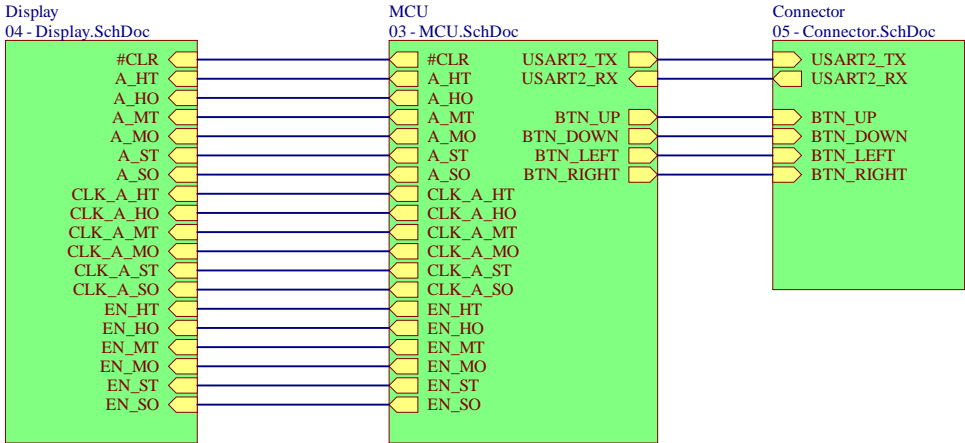 Display
04 - Display.SchDoc
#CLR
A_HT
A_HO
A_MT
A_MO
A_ST
A_SO
CLK_A_HT
CLK_A_HO
CLK_A_MT
CLK_A_MO
CLK_A_ST
CLK_A_SO
EN_HT
EN_HO
EN_MT
EN_MO
EN_ST
EN_SO
MCU
03 - MCU.SchDoc
#CLR
A_HT
A_HO
A_MT
A_MO
A_ST
A_SO
CLK_A_HT
CLK_A_HO
CLK_A_MT
CLK_A_MO
CLK_A_ST
CLK_A_SO
EN_HT
EN_HO
EN_MT
EN_MO
EN_ST
EN_SO
USART2_TX
USART2_RX
BTN_UP
BTN_DOWN
BTN_LEFT
BTN_RIGHT
Connector
05 - Connector.SchDoc
USART2_TX
USART2_RX
BTN_UP
BTN_DOWN
BTN_LEFT
BTN_RIGHT